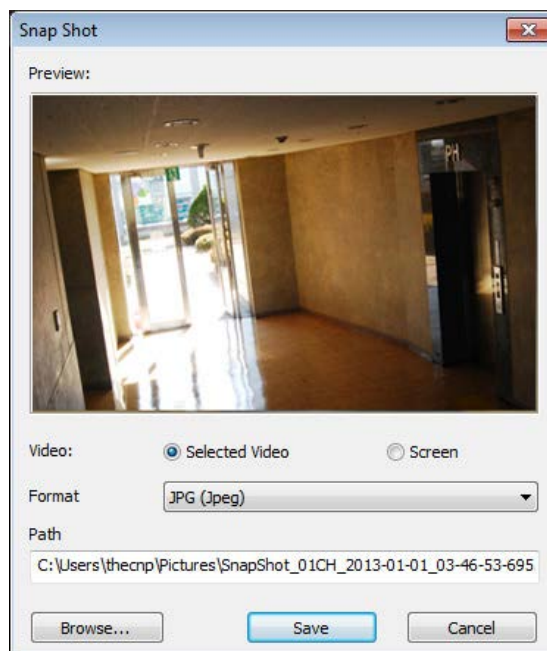 Snap Shot
Preview:
PH
Video:
Selected Video
Screen
Format
JPG (Jpeg)
Path
C:\Users\thecnp\Pictures\SnapShot_01CH_2013-01-01_03-46-53-695
Browse...
Save
Cancel